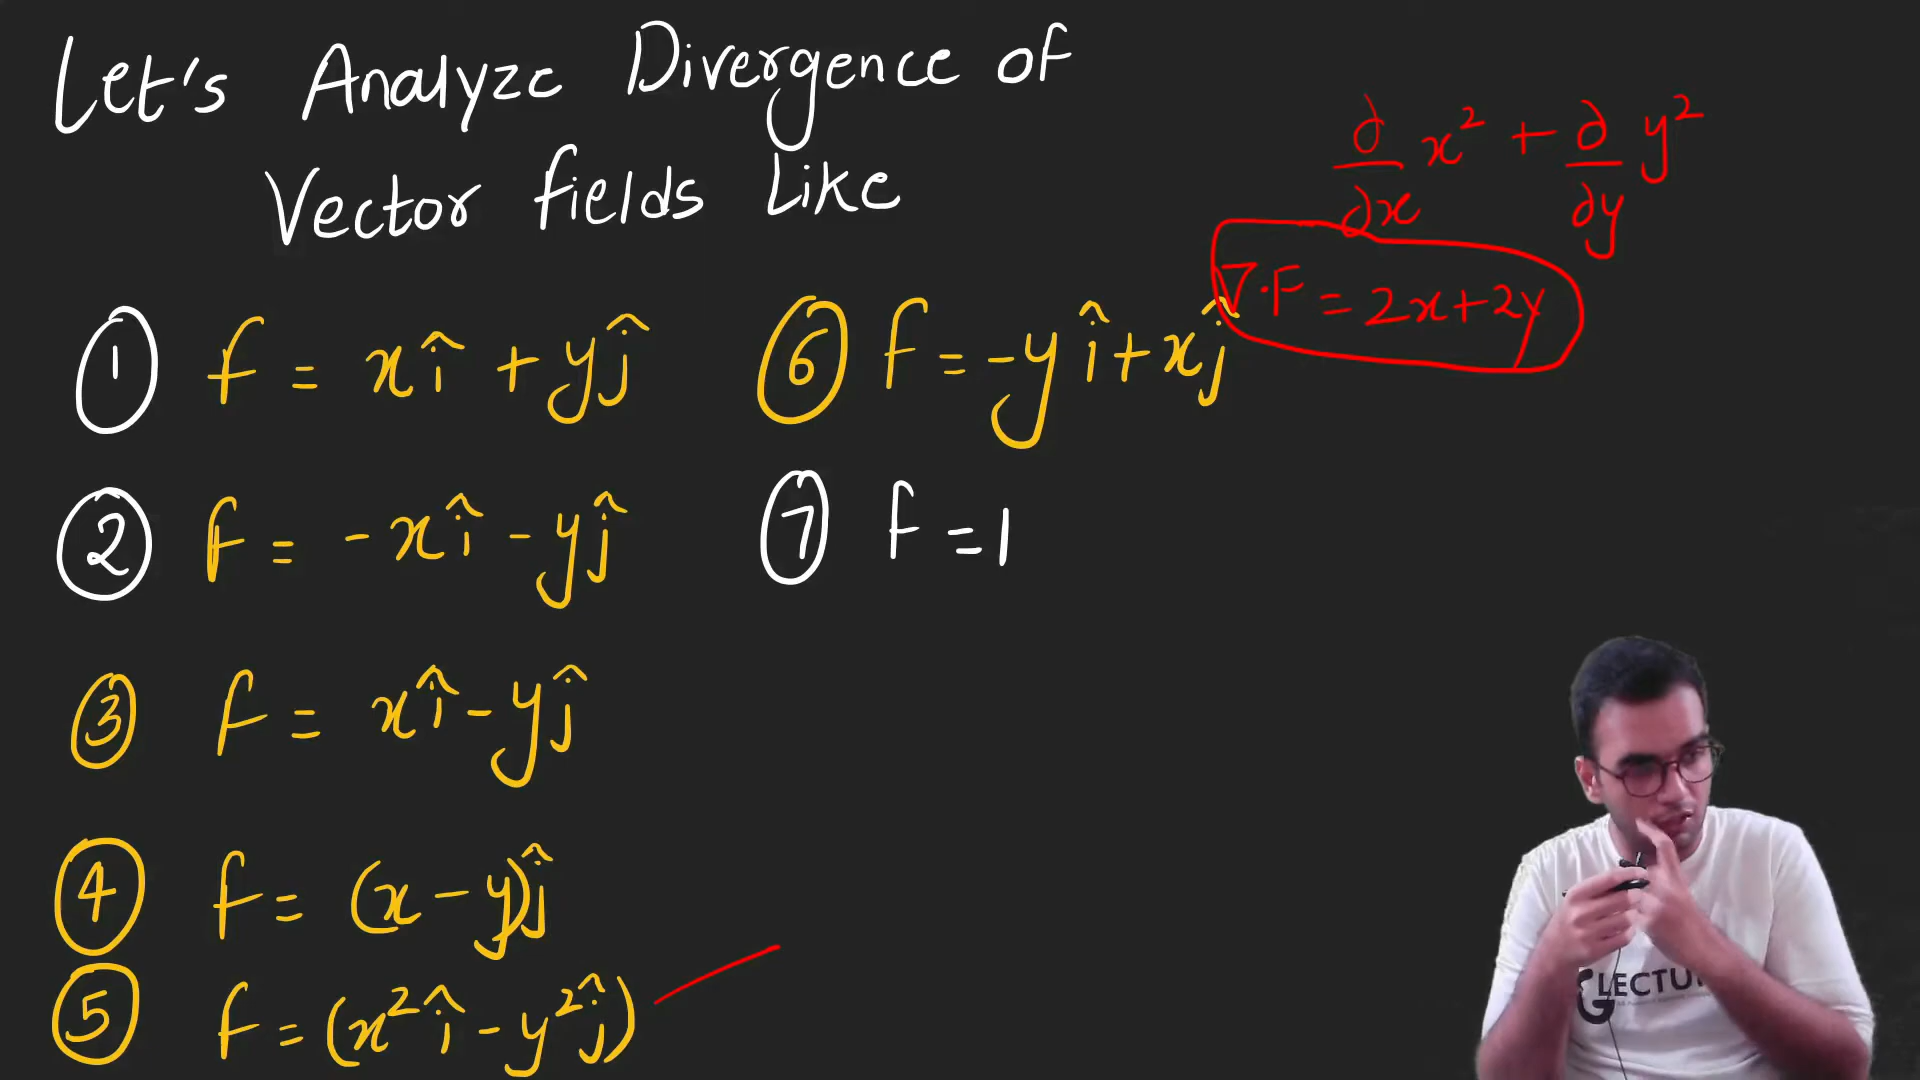 Let's Analyze Divergence of
Vector fields Like
① f = xî + yĵ
② f = -xî - yĵ
③ f = xî - yĵ
④ f = (x - y)ĵ
⑤ f = (x²î - y²ĵ)
⑥ f = -yî + xĵ
⑦ f = 1
∂/∂x x² + ∂/∂y y²
∇·F = 2x + 2y
LECTU